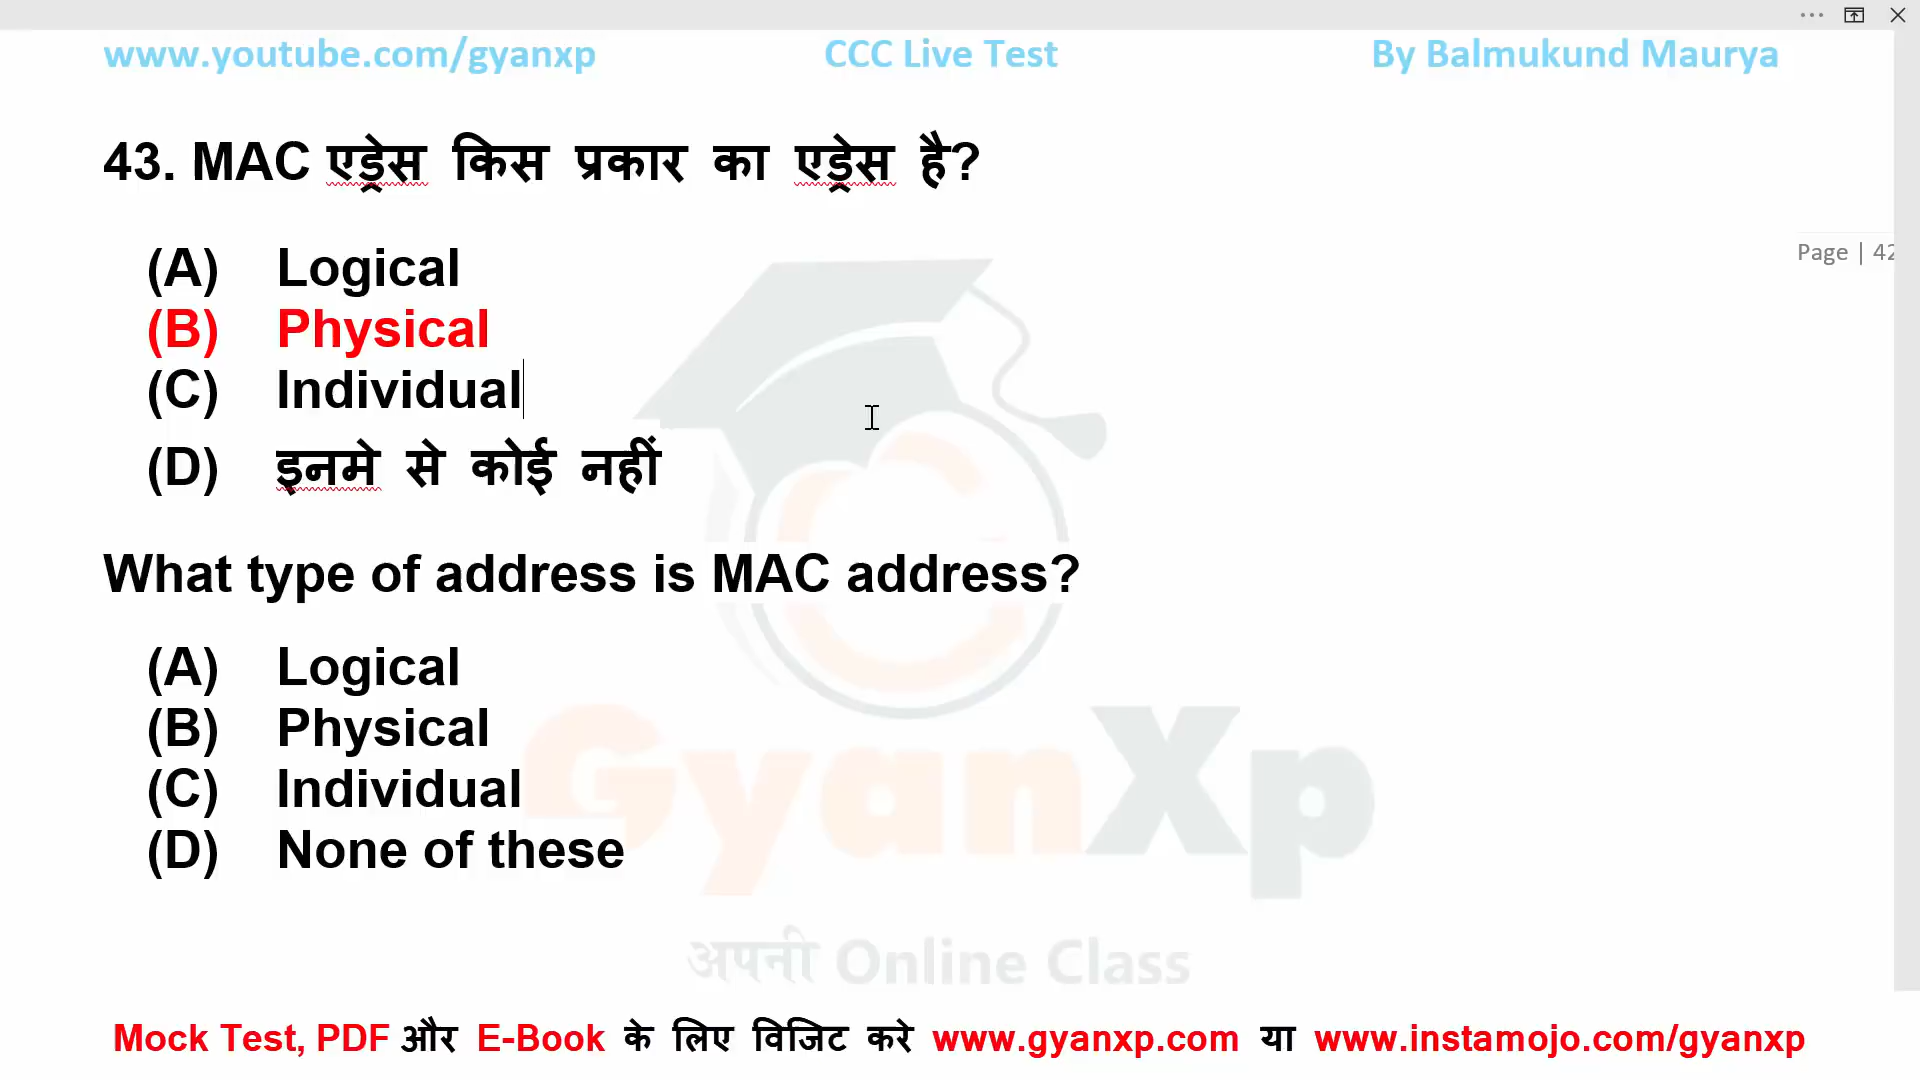 www.youtube.com/gyanxp CCC Live Test By Balmukund Maurya
43. MAC एड्रेस किस प्रकार का एड्रेस है?
(A) Logical
Page | 42
(B) Physical
(C) Individual
(D) इनमे से कोई नहीं
What type of address is MAC address?
(A) Logical
(B) Physical
(C) Individual
(D) None of these
GyanXp
अपनी Online Class
Mock Test, PDF और E-Book के लिए विजिट करे www.gyanxp.com या www.instamojo.com/gyanxp